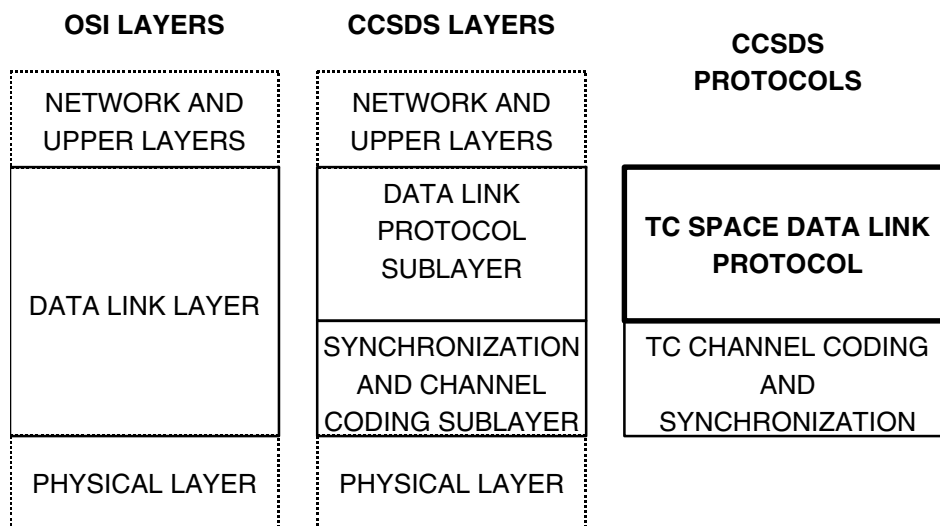 OSI LAYERS
CCSDS LAYERS
CCSDS
PROTOCOLS
NETWORK AND
UPPER LAYERS
NETWORK AND
UPPER LAYERS
DATA LINK LAYER
DATA LINK
PROTOCOL
SUBLAYER
TC SPACE DATA LINK
PROTOCOL
SYNCHRONIZATION
AND CHANNEL
CODING SUBLAYER
TC CHANNEL CODING
AND
SYNCHRONIZATION
PHYSICAL LAYER
PHYSICAL LAYER